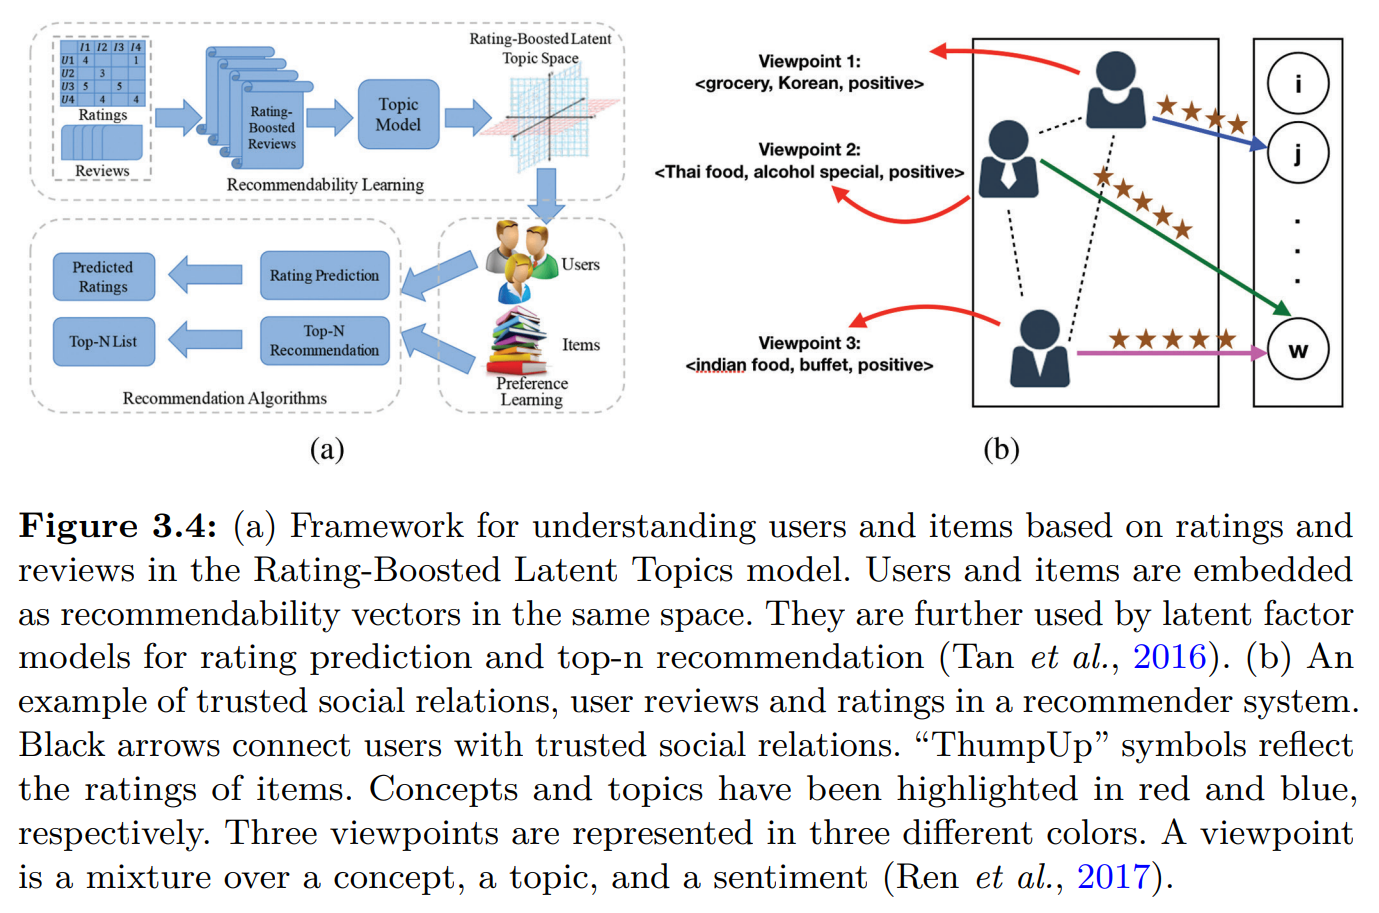 I1 I2 I3 I4
U1 4 1
U2 3
U3 5 5
U4 4 4
Ratings
Reviews
Rating-
Boosted
Reviews
Topic
Model
Rating-Boosted Latent
Topic Space
Recommendability Learning
Predicted
Ratings
Rating Prediction
Users
Top-N List
Top-N
Recommendation
Items
Preference
Learning
Recommendation Algorithms
(a)
Viewpoint 1:
<grocery, Korean, positive>
Viewpoint 2:
<Thai food, alcohol special, positive>
Viewpoint 3:
<indian food, buffet, positive>
i
j
w
(b)
Figure 3.4: (a) Framework for understanding users and items based on ratings and
reviews in the Rating-Boosted Latent Topics model. Users and items are embedded
as recommendability vectors in the same space. They are further used by latent factor
models for rating prediction and top-n recommendation (Tan et al., 2016). (b) An
example of trusted social relations, user reviews and ratings in a recommender system.
Black arrows connect users with trusted social relations. “ThumpUp” symbols reflect
the ratings of items. Concepts and topics have been highlighted in red and blue,
respectively. Three viewpoints are represented in three different colors. A viewpoint
is a mixture over a concept, a topic, and a sentiment (Ren et al., 2017).